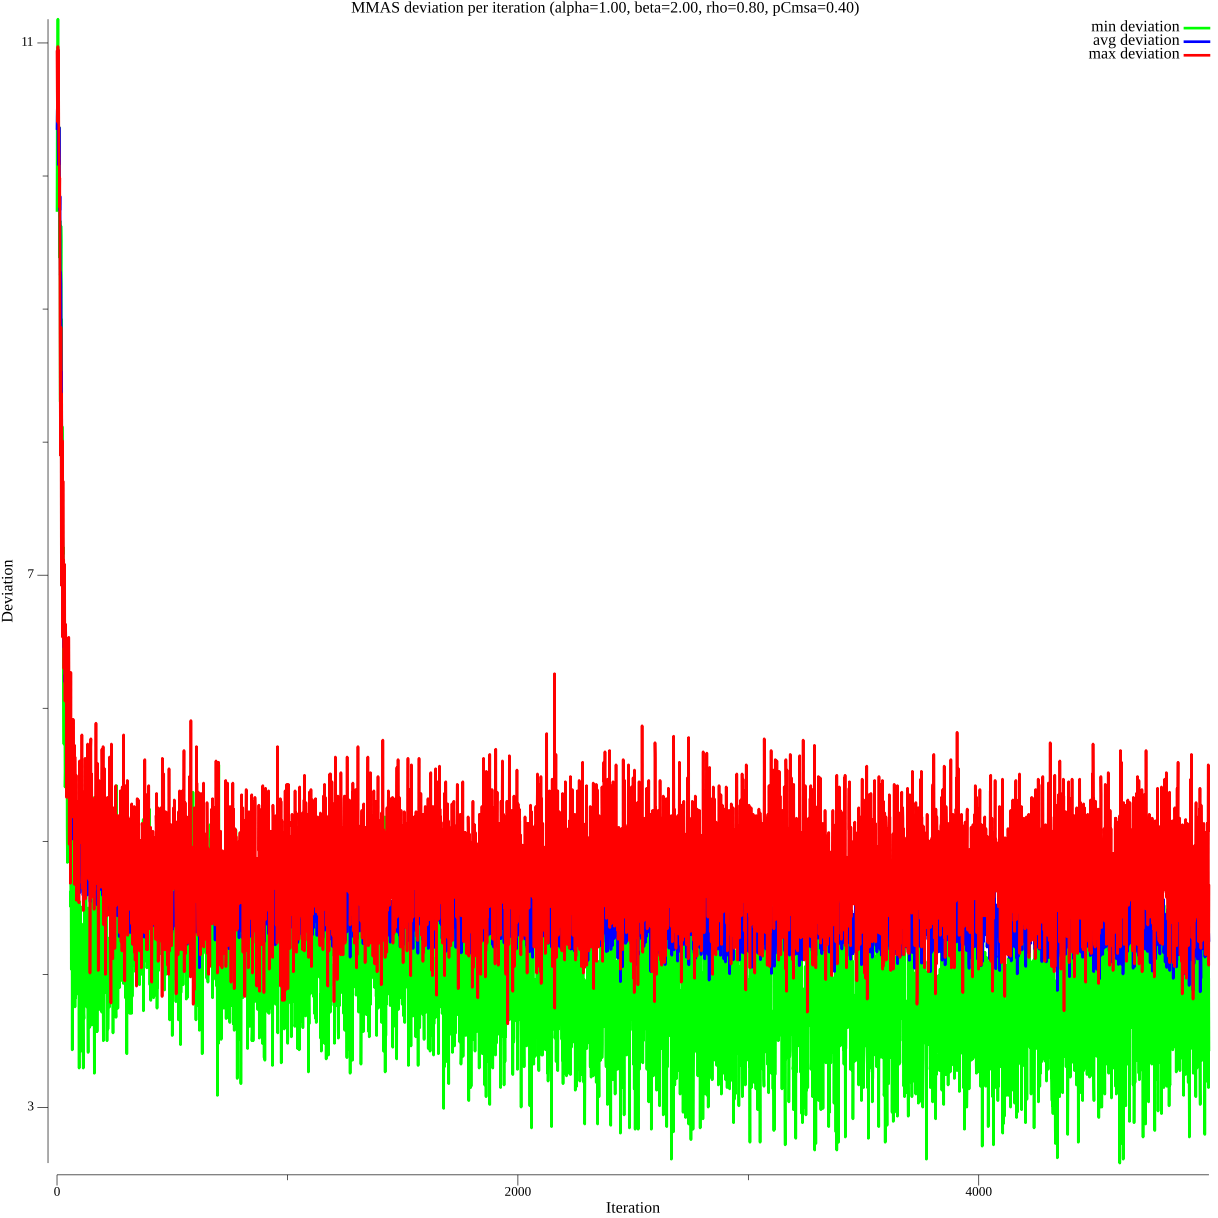 MMAS deviation per iteration (alpha=1.00, beta=2.00, rho=0.80, pCmsa=0.40)
min deviation
avg deviation
max deviation
11
7
3
Deviation
0
2000
4000
Iteration